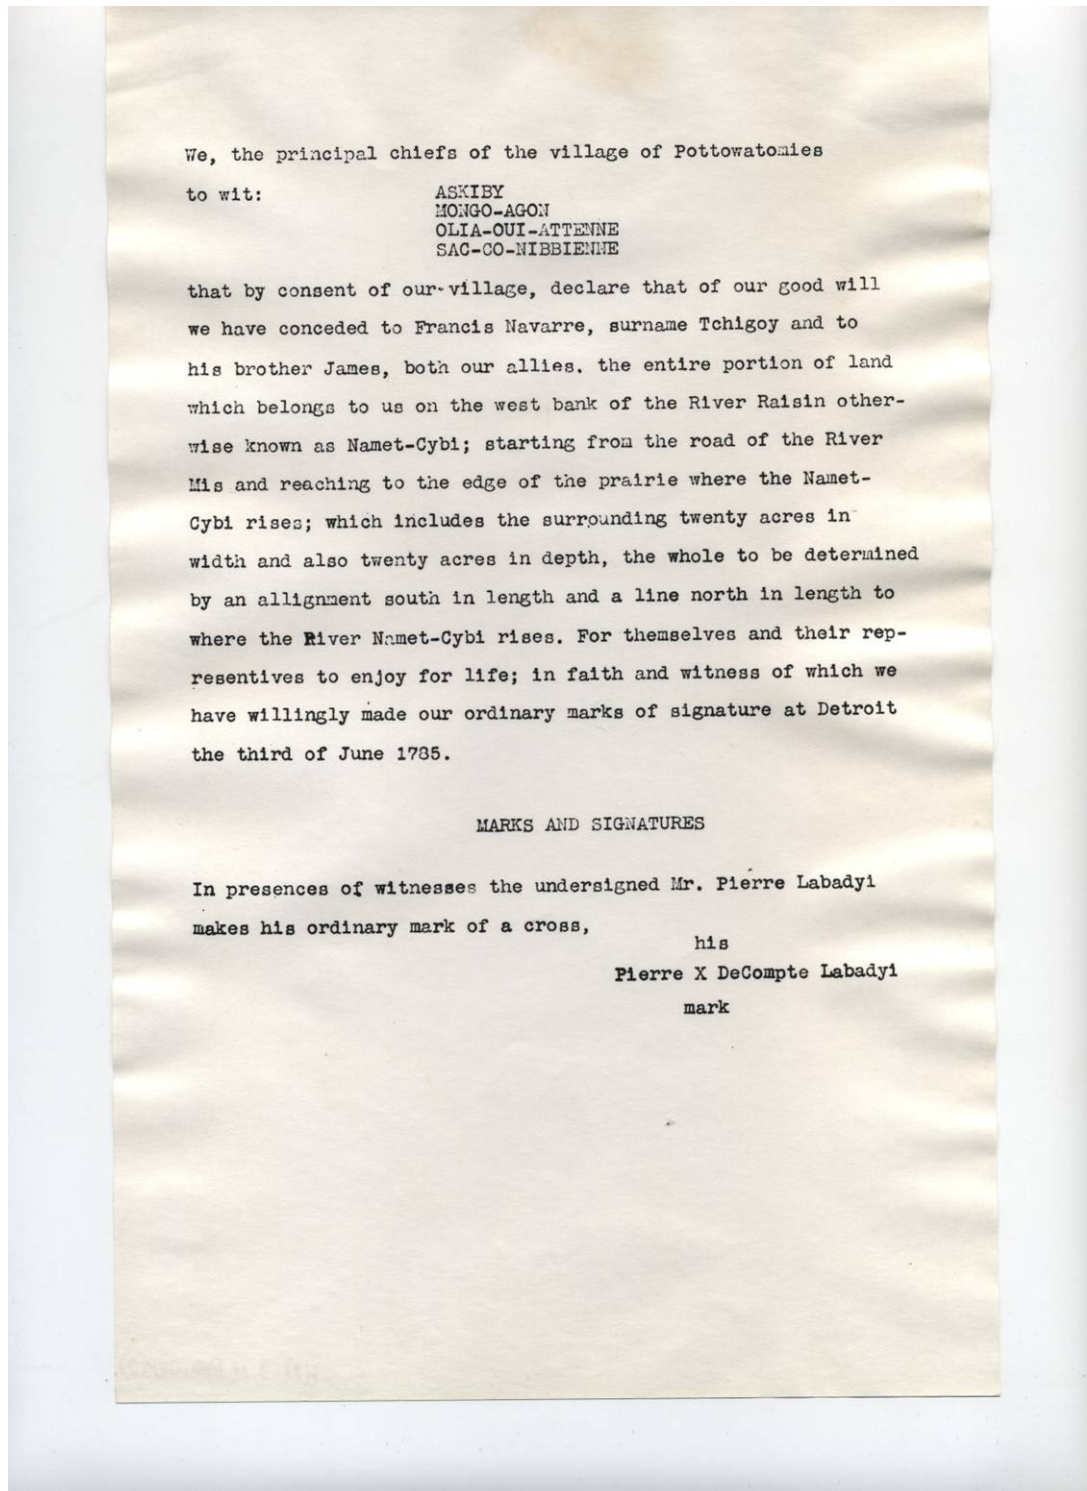 We, the principal chiefs of the village of Pottowatomies
to wit:
ASKIBY
MONGO-AGON
OLIA-OUI-ATTENNE
SAC-CO-NIBBIENNE
that by consent of our village, declare that of our good will
we have conceded to Francis Navarre, surname Tchigoy and to
his brother James, both our allies. the entire portion of land
which belongs to us on the west bank of the River Raisin other-
wise known as Namet-Cybi; starting from the road of the River
Mis and reaching to the edge of the prairie where the Namet-
Cybi rises; which includes the surrounding twenty acres in
width and also twenty acres in depth, the whole to be determined
by an allignment south in length and a line north in length to
where the River Namet-Cybi rises. For themselves and their rep-
resentives to enjoy for life; in faith and witness of which we
have willingly made our ordinary marks of signature at Detroit
the third of June 1785.
MARKS AND SIGNATURES
In presences of witnesses the undersigned Mr. Pierre Labadyi
makes his ordinary mark of a cross,
his
Pierre X DeCompte Labadyi
mark